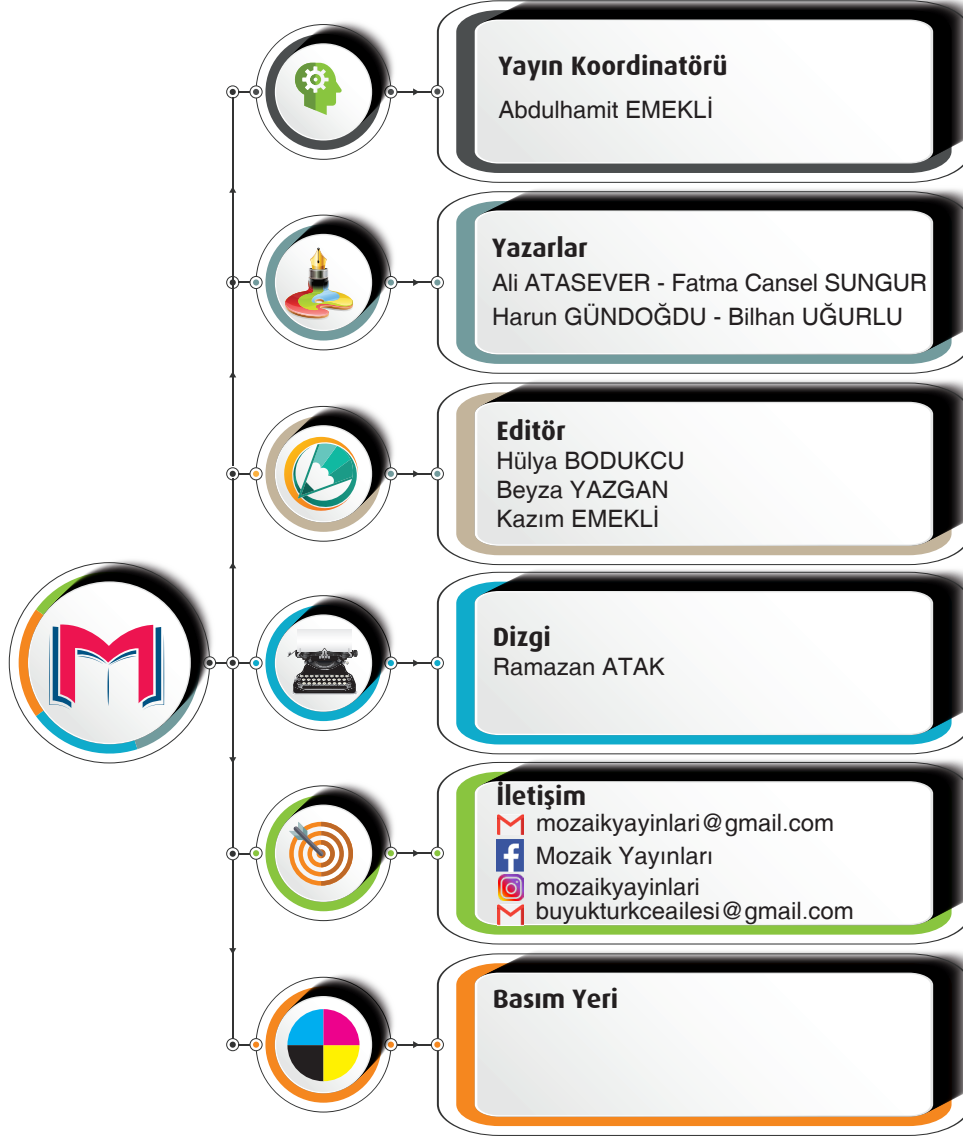 Yayın Koordinatörü
Abdulhamit EMEKLİ
Yazarlar
Ali ATASEVER - Fatma Cansel SUNGUR
Harun GÜNDOĞDU - Bilhan UĞURLU
Editör
Hülya BODUKCU
Beyza YAZGAN
Kazım EMEKLİ
Dizgi
Ramazan ATAK
İletişim
mozaikyayinlari@gmail.com
Mozaik Yayınları
mozaikyayinlari
buyukturkceailesi@gmail.com
Basım Yeri